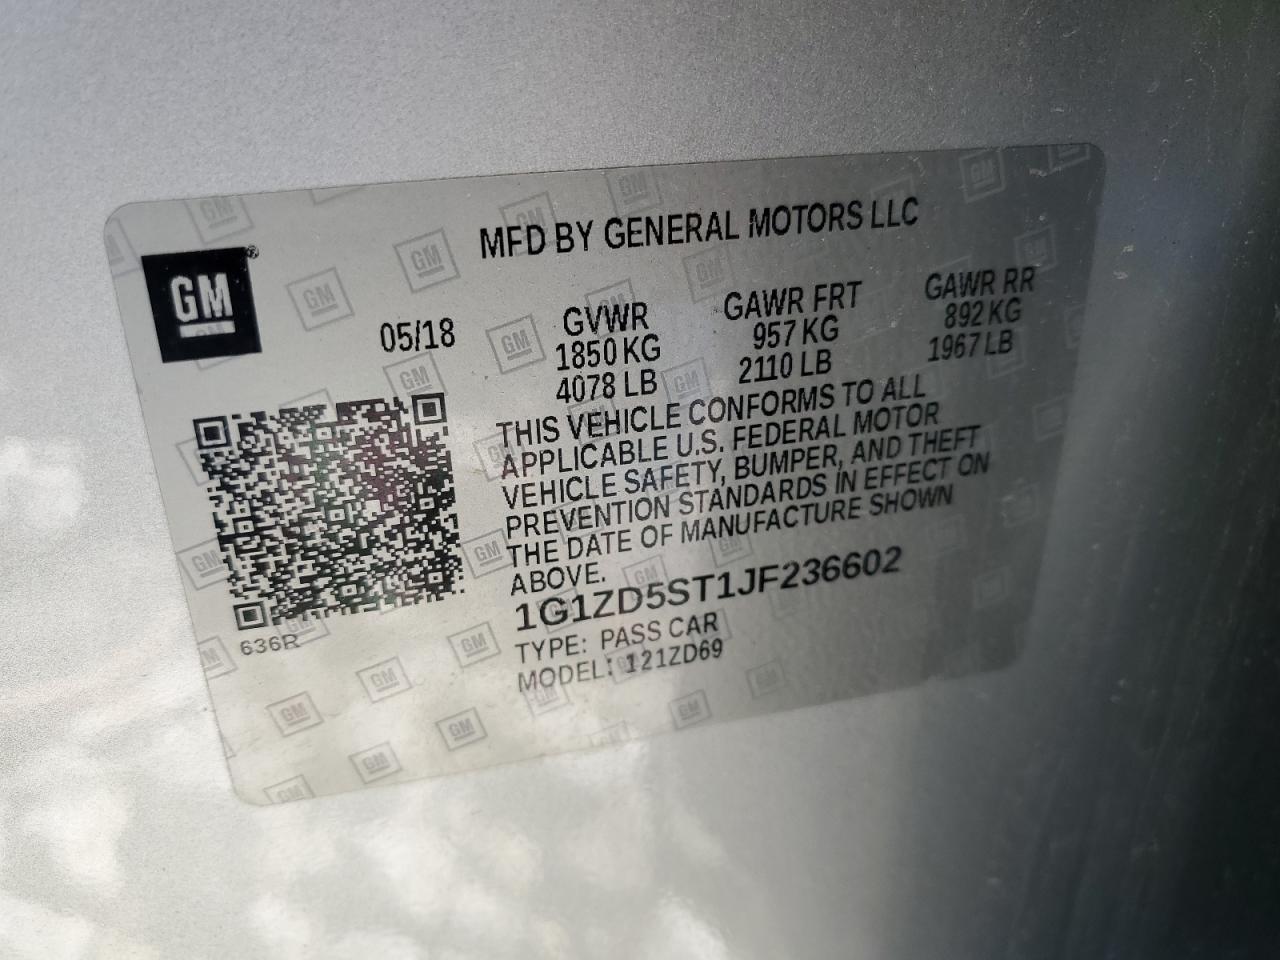 GM
MFD BY GENERAL MOTORS LLC
05/18
GVWR
1850 KG
4078 LB
GAWR FRT
957 KG
2110 LB
GAWR RR
892 KG
1967 LB
THIS VEHICLE CONFORMS TO ALL
APPLICABLE U.S. FEDERAL MOTOR
VEHICLE SAFETY, BUMPER, AND THEFT
PREVENTION STANDARDS IN EFFECT ON
THE DATE OF MANUFACTURE SHOWN
ABOVE.
1G1ZD5ST1JF236602
TYPE: PASS CAR
MODEL: 121ZD69
636R